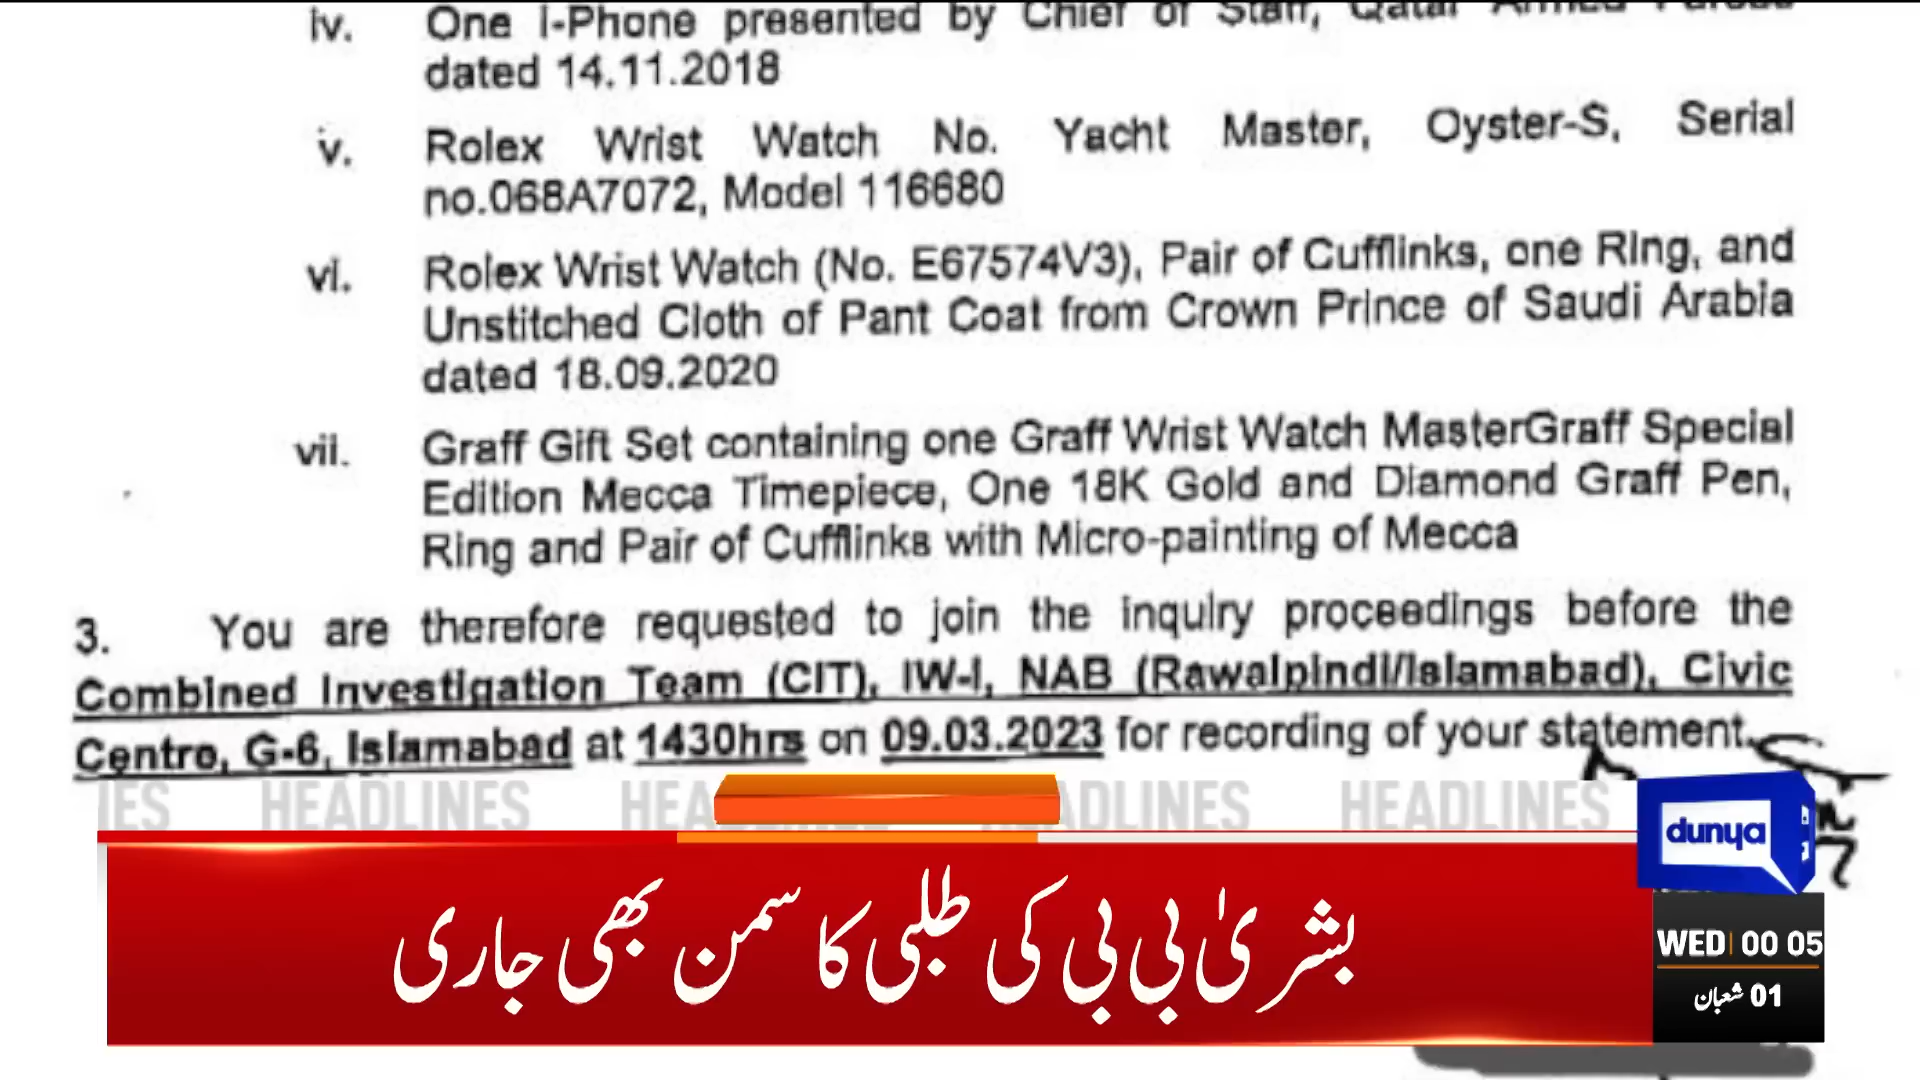 iv. One I-Phone presented by Chief of Staff, Qatar Armed Forces
dated 14.11.2018
v. Rolex Wrist Watch No. Yacht Master, Oyster-S, Serial
no.068A7072, Model 116680
vi. Rolex Wrist Watch (No. E67574V3), Pair of Cufflinks, one Ring, and
Unstitched Cloth of Pant Coat from Crown Prince of Saudi Arabia
dated 18.09.2020
vii. Graff Gift Set containing one Graff Wrist Watch MasterGraff Special
Edition Mecca Timepiece, One 18K Gold and Diamond Graff Pen,
Ring and Pair of Cufflinks with Micro-painting of Mecca
3. You are therefore requested to join the inquiry proceedings before the
Combined Investigation Team (CIT), IW-I, NAB (Rawalpindi/Islamabad), Civic
Centre, G-6, Islamabad at 1430hrs on 09.03.2023 for recording of your statement.
HEADLINES HEADLINES
dunya
بشریٰ بی بی کی طلبی کا سمن بھی جاری
WED 00 05
01 شعبان